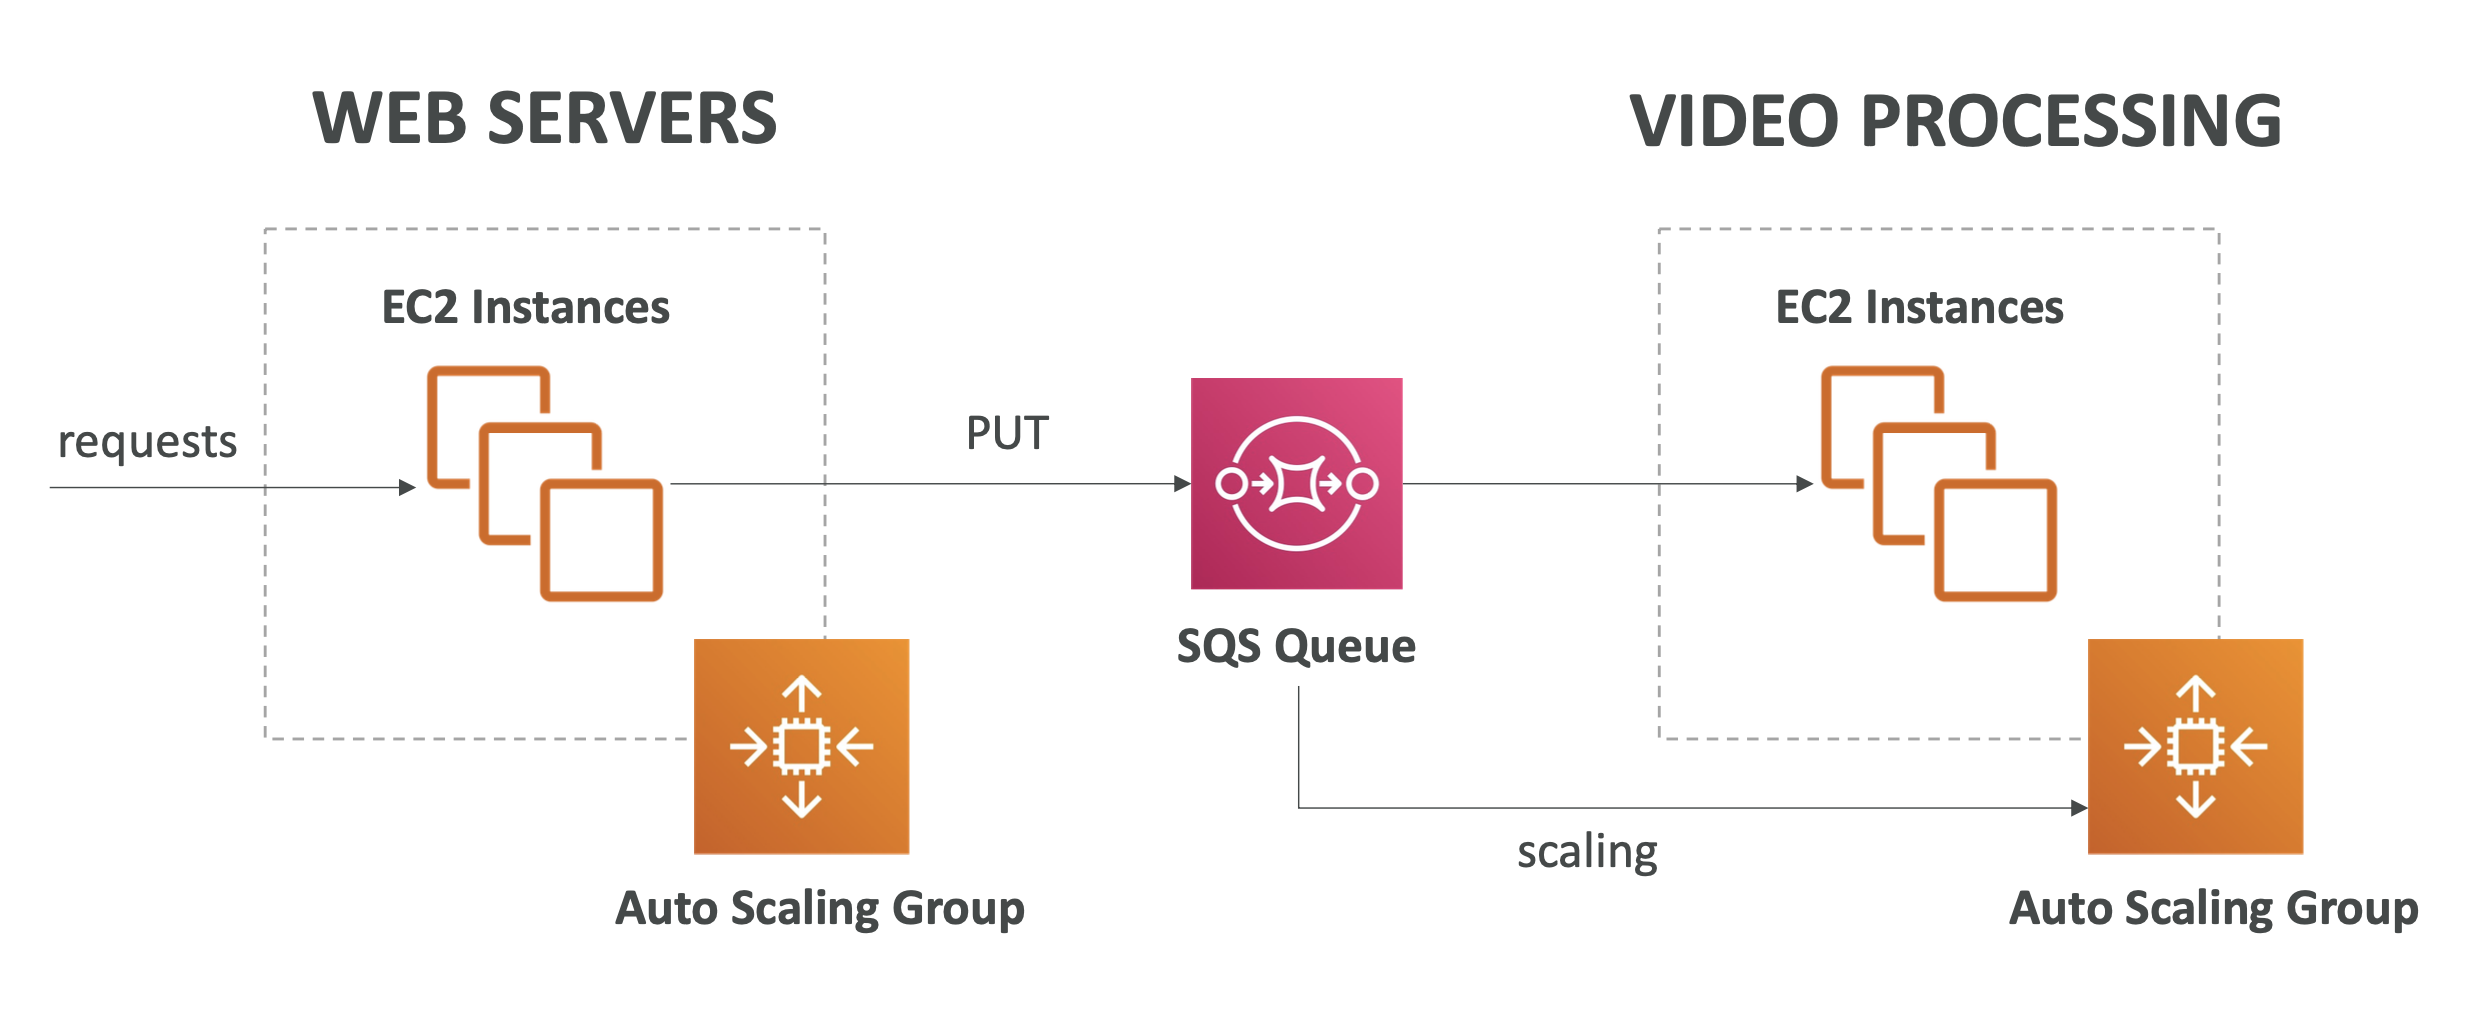 WEB SERVERS
VIDEO PROCESSING
EC2 Instances
EC2 Instances
requests
PUT
SQS Queue
scaling
Auto Scaling Group
Auto Scaling Group